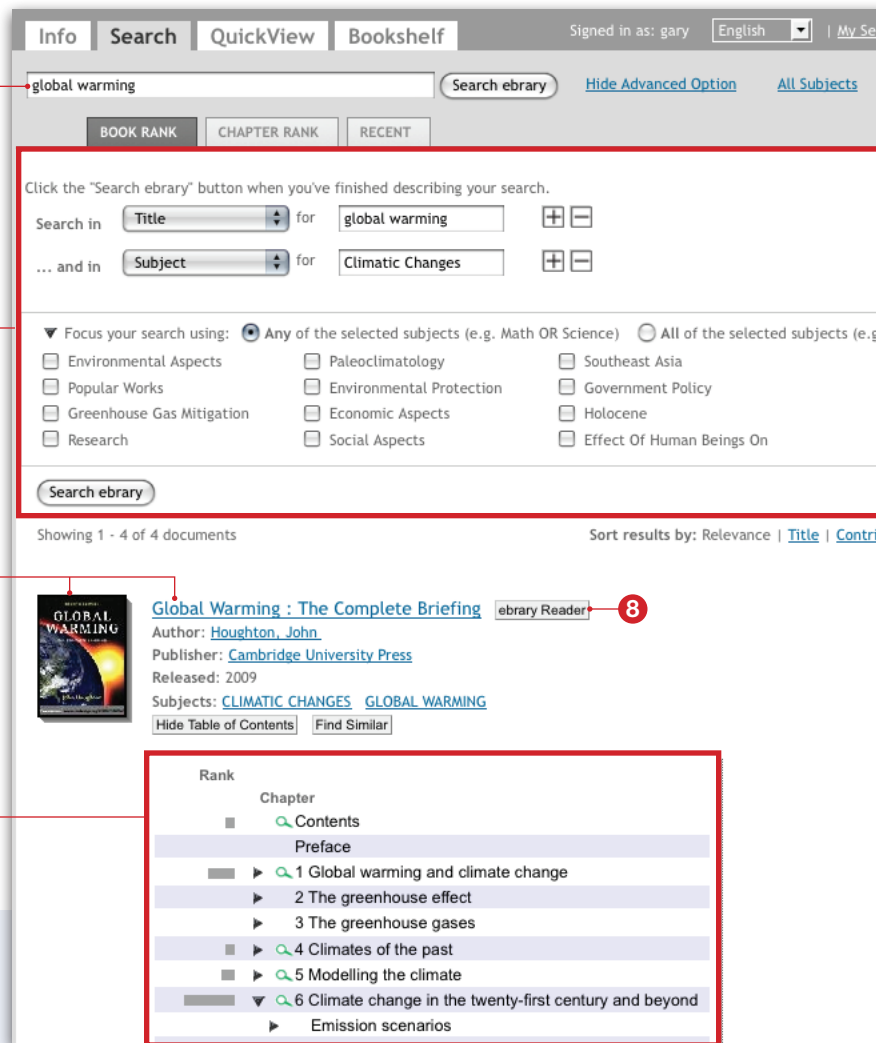 Info Search QuickView Bookshelf Signed in as: gary English | My Se
global warming Search ebrary Hide Advanced Option All Subjects
BOOK RANK CHAPTER RANK RECENT
Click the "Search ebrary" button when you've finished describing your search.
Search in Title for global warming
... and in Subject for Climatic Changes
Focus your search using: Any of the selected subjects (e.g. Math OR Science) All of the selected subjects (e.g
Environmental Aspects Paleoclimatology Southeast Asia
Popular Works Environmental Protection Government Policy
Greenhouse Gas Mitigation Economic Aspects Holocene
Research Social Aspects Effect Of Human Beings On
Search ebrary
Showing 1 - 4 of 4 documents Sort results by: Relevance | Title | Contri
GLOBAL
WARMING
Global Warming : The Complete Briefing ebrary Reader 8
Author: Houghton, John
Publisher: Cambridge University Press
Released: 2009
Subjects: CLIMATIC CHANGES GLOBAL WARMING
Hide Table of Contents Find Similar
Rank
Chapter
Contents
Preface
1 Global warming and climate change
2 The greenhouse effect
3 The greenhouse gases
4 Climates of the past
5 Modelling the climate
6 Climate change in the twenty-first century and beyond
Emission scenarios